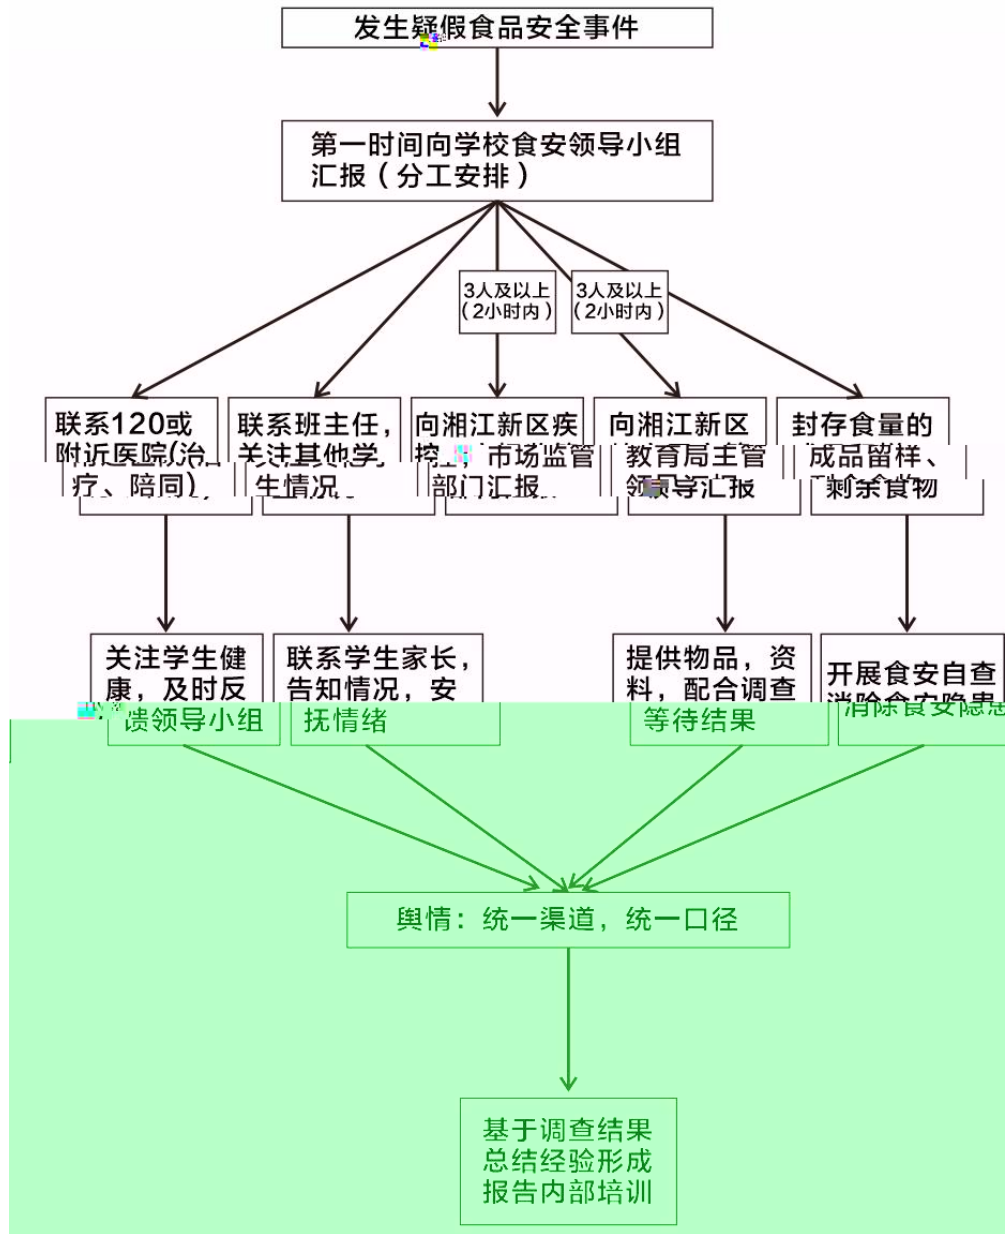 发生疑假食品安全事件
第一时间向学校食安领导小组
汇报（分工安排）
3人及以上
（2小时内）
3人及以上
（2小时内）
联系120或
附近医院(治
疗、陪同)
联系班主任，
关注其他学
生情况
向湘江新区疾
控 市场监管
部门汇报
向湘江新区
教育局主管
领导汇报
封存食量的
成品留样、
剩余食物
关注学生健
康，及时反
馈领导小组
联系学生家长，
告知情况，安
抚情绪
提供物品，资
料，配合调查
等待结果
开展食安自查
消除食安隐患
舆情：统一渠道，统一口径
基于调查结果
总结经验形成
报告内部培训